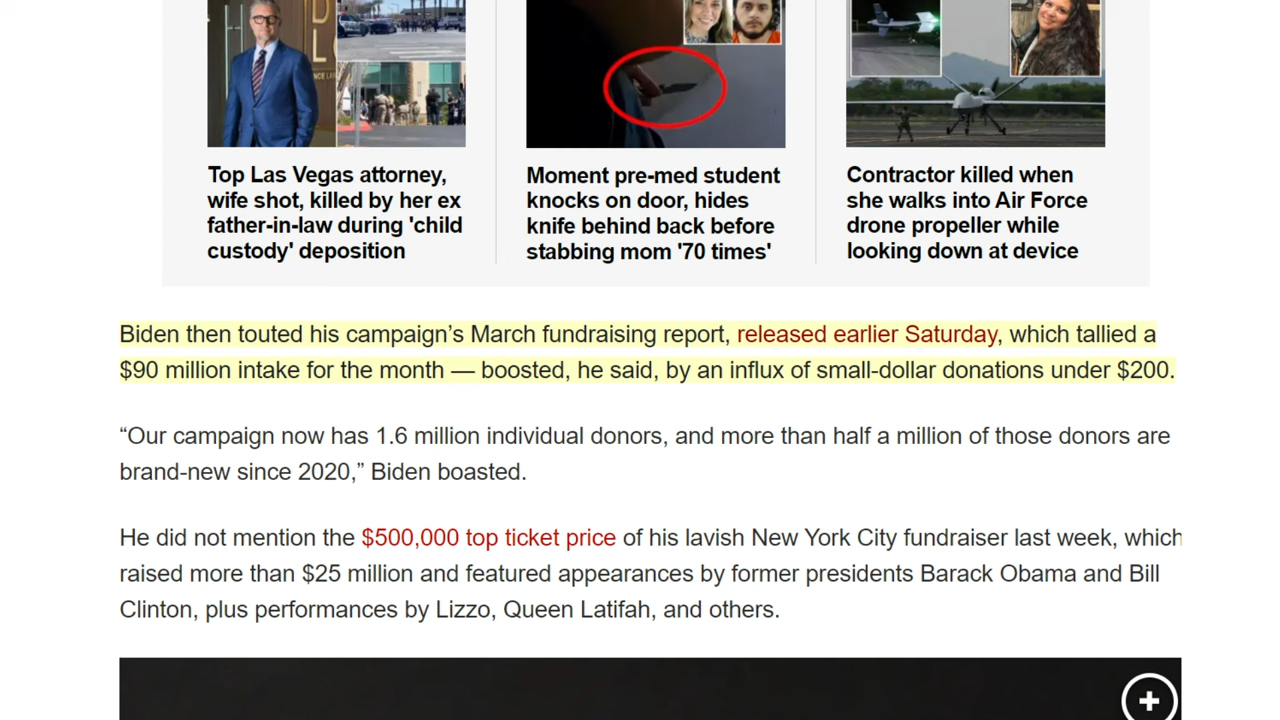 Top Las Vegas attorney,
wife shot, killed by her ex
father-in-law during 'child
custody' deposition
Moment pre-med student
knocks on door, hides
knife behind back before
stabbing mom '70 times'
Contractor killed when
she walks into Air Force
drone propeller while
looking down at device
Biden then touted his campaign’s March fundraising report, released earlier Saturday, which tallied a
$90 million intake for the month — boosted, he said, by an influx of small-dollar donations under $200.
“Our campaign now has 1.6 million individual donors, and more than half a million of those donors are
brand-new since 2020,” Biden boasted.
He did not mention the $500,000 top ticket price of his lavish New York City fundraiser last week, which
raised more than $25 million and featured appearances by former presidents Barack Obama and Bill
Clinton, plus performances by Lizzo, Queen Latifah, and others.